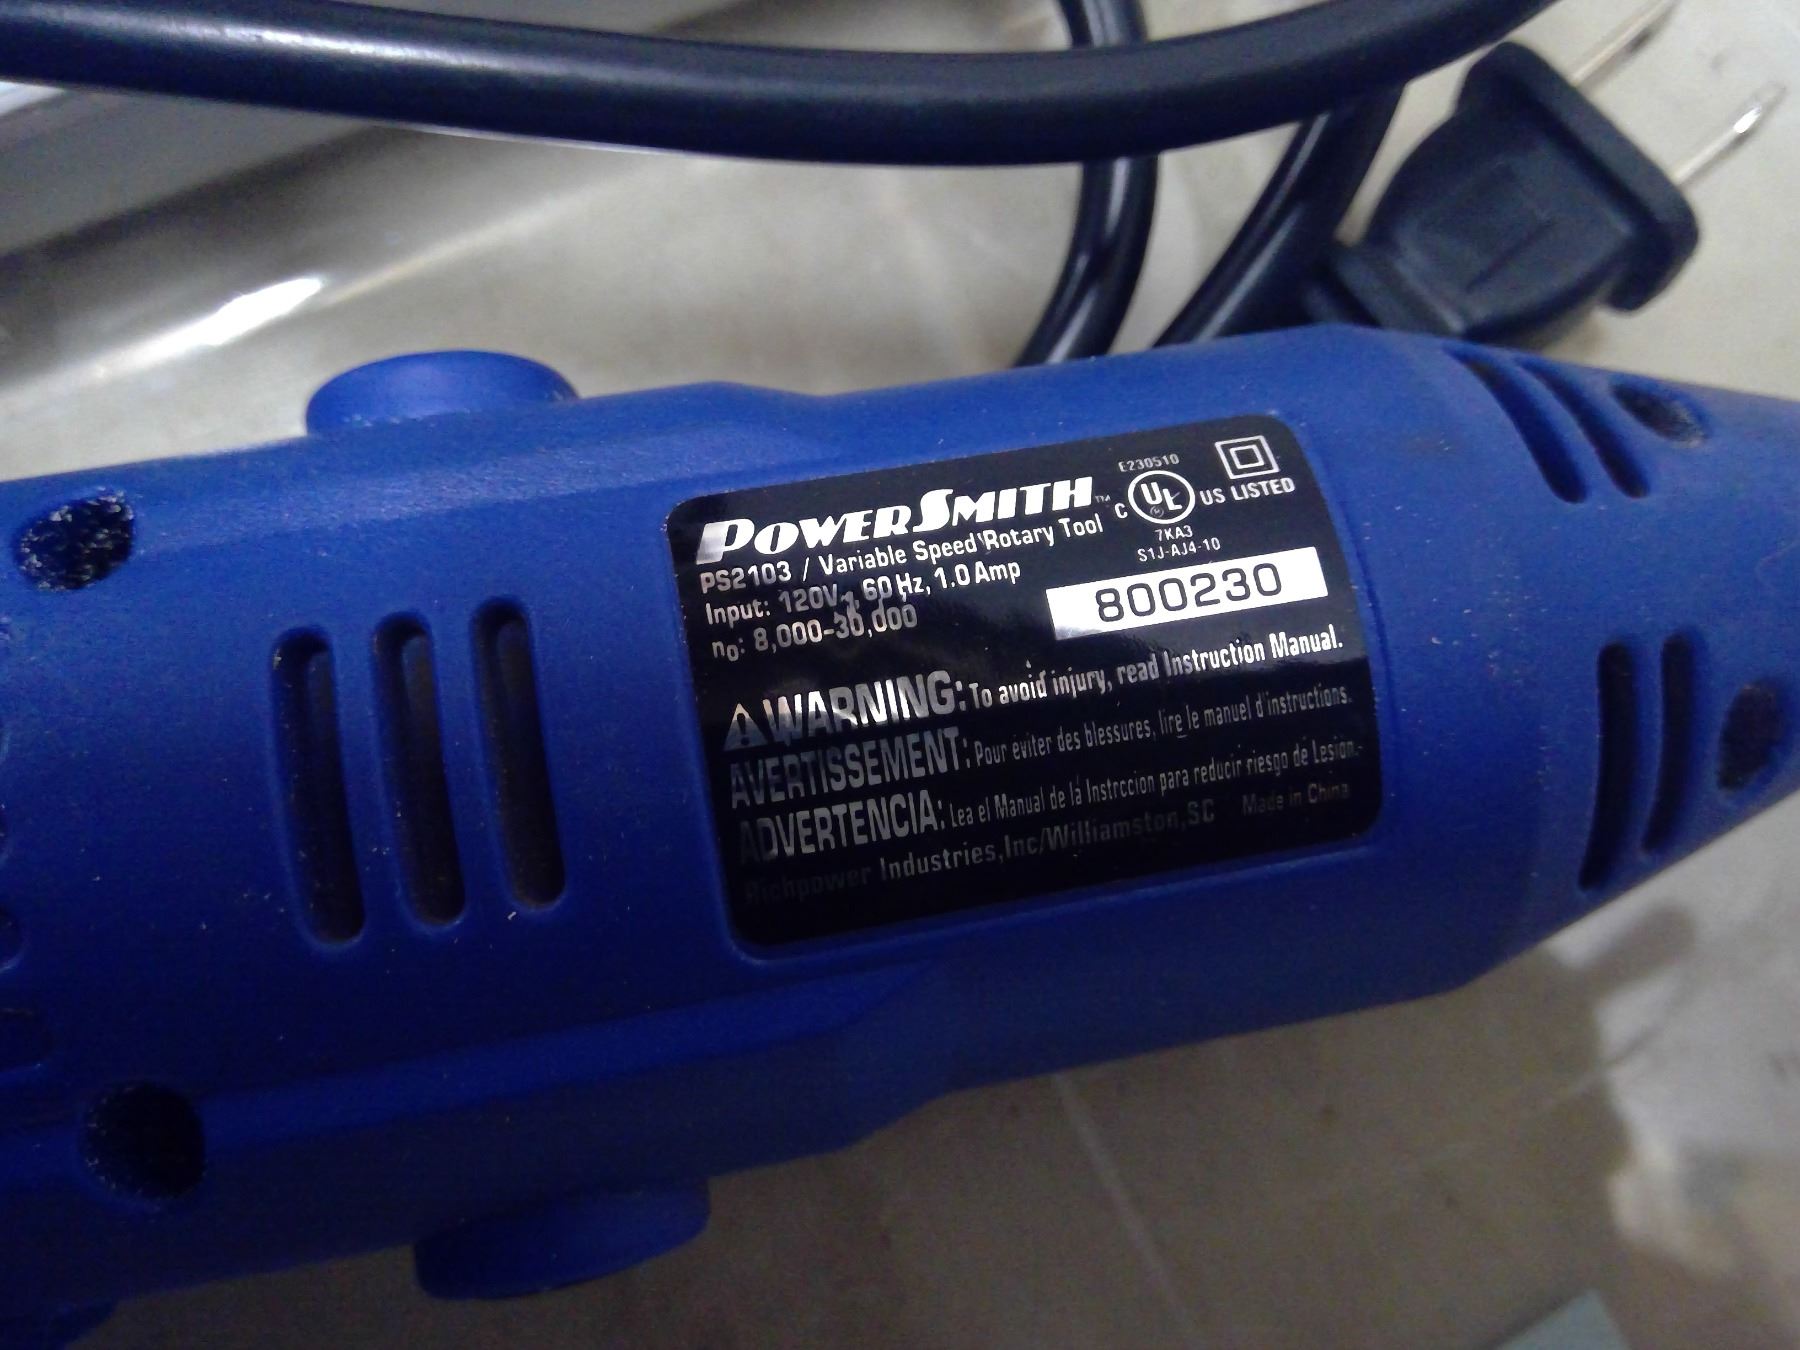 POWERSMITH™
PS2103 / Variable Speed Rotary Tool
Input: 120V~, 60 Hz, 1.0 Amp
n₀: 8,000-30,000
E230510
C UL US LISTED
7KA3
S1J-AJ4-10
800230
WARNING: To avoid injury, read Instruction Manual.
AVERTISSEMENT: Pour éviter des blessures, lire le manuel d'instructions.
ADVERTENCIA: Lea el Manual de la Instrccion para reducir riesgo de Lesion.
Richpower Industries,Inc/Williamston,SC Made in China